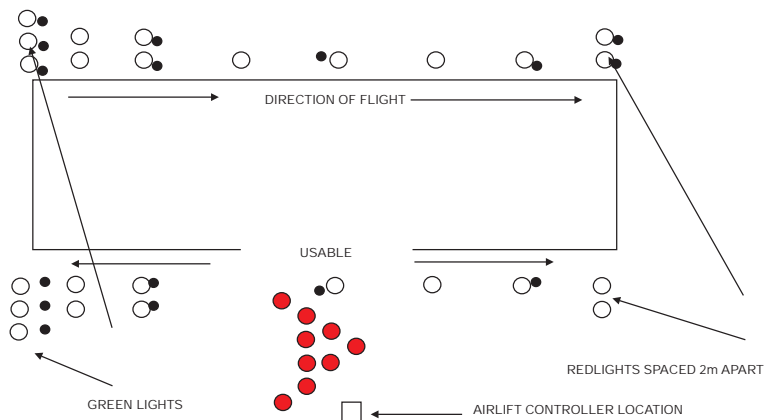 DIRECTION OF FLIGHT
USABLE
REDLIGHTS SPACED 2m APART
GREEN LIGHTS
AIRLIFT CONTROLLER LOCATION